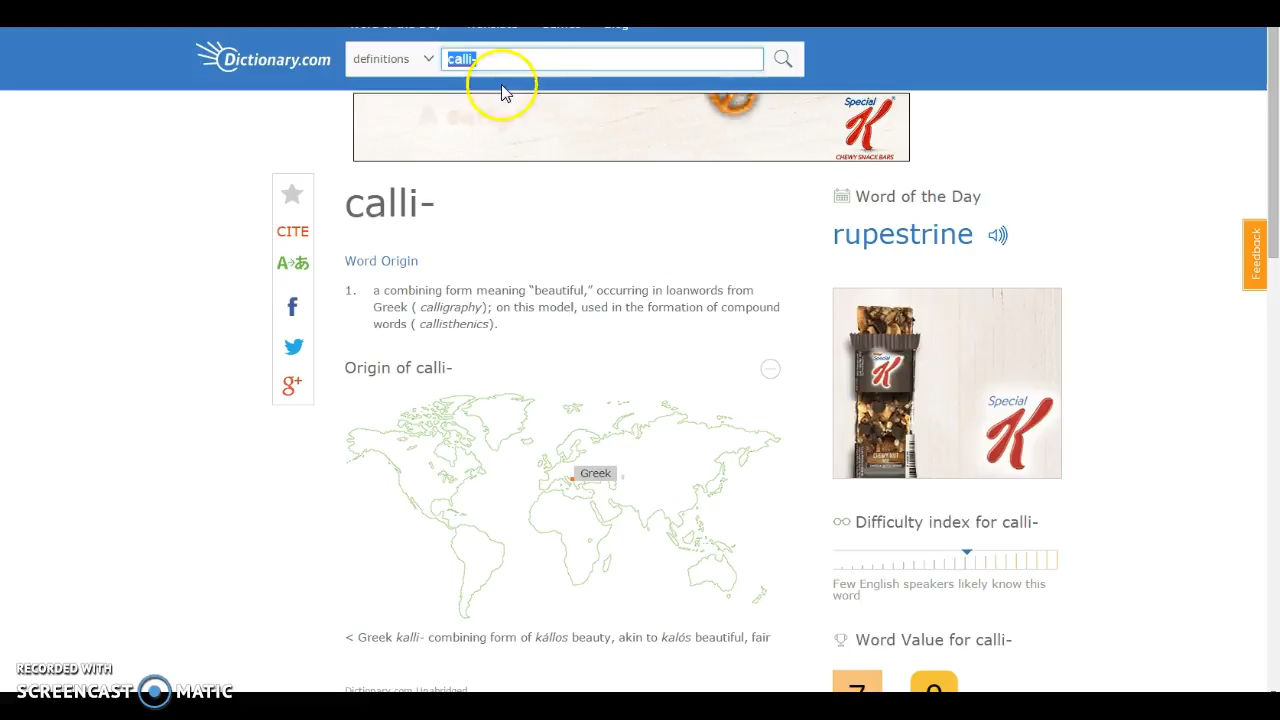 Dictionary.com
definitions
calli-
Special
K
CHEWY SNACK BARS
calli-
CITE
Word Origin
1. a combining form meaning “beautiful,” occurring in loanwords from
Greek ( calligraphy); on this model, used in the formation of compound
words ( callisthenics).
Origin of calli-
Greek
< Greek kalli- combining form of kállos beauty, akin to kalós beautiful, fair
Dictionary.com Unabridged
Word of the Day
rupestrine
Special
K
Difficulty index for calli-
Few English speakers likely know this
word
Word Value for calli-
Feedback
RECORDED WITH
SCREENCAST MATIC